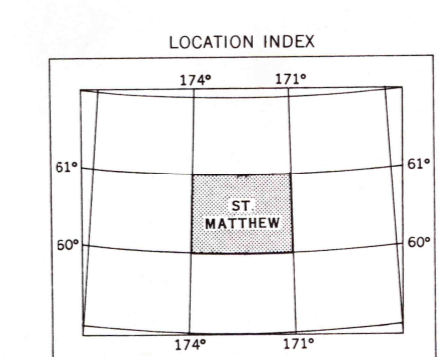 LOCATION INDEX
174° 171°
61° 61°
ST.
MATTHEW
60° 60°
174° 171°